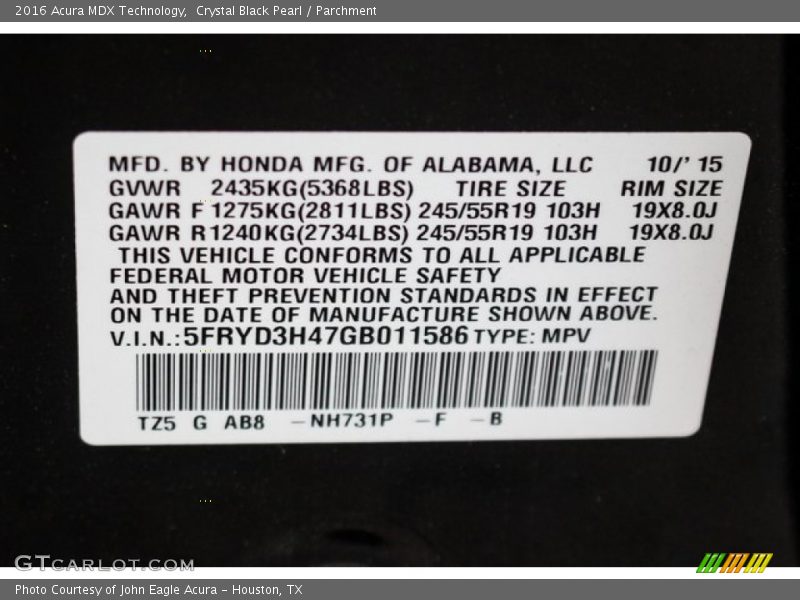 2016 Acura MDX Technology,  Crystal Black Pearl / Parchment
MFD. BY HONDA MFG. OF ALABAMA, LLC 10/' 15
GVWR 2435KG(5368LBS) TIRE SIZE RIM SIZE
GAWR F 1275KG(2811LBS) 245/55R19 103H 19X8.0J
GAWR R 1240KG(2734LBS) 245/55R19 103H 19X8.0J
THIS VEHICLE CONFORMS TO ALL APPLICABLE
FEDERAL MOTOR VEHICLE SAFETY
AND THEFT PREVENTION STANDARDS IN EFFECT
ON THE DATE OF MANUFACTURE SHOWN ABOVE.
V.I.N.:5FRYD3H47GB011586 TYPE: MPV
TZ5 G AB8 –NH731P –F –B
GTCARLOT.COM
Photo Courtesy of John Eagle Acura – Houston, TX